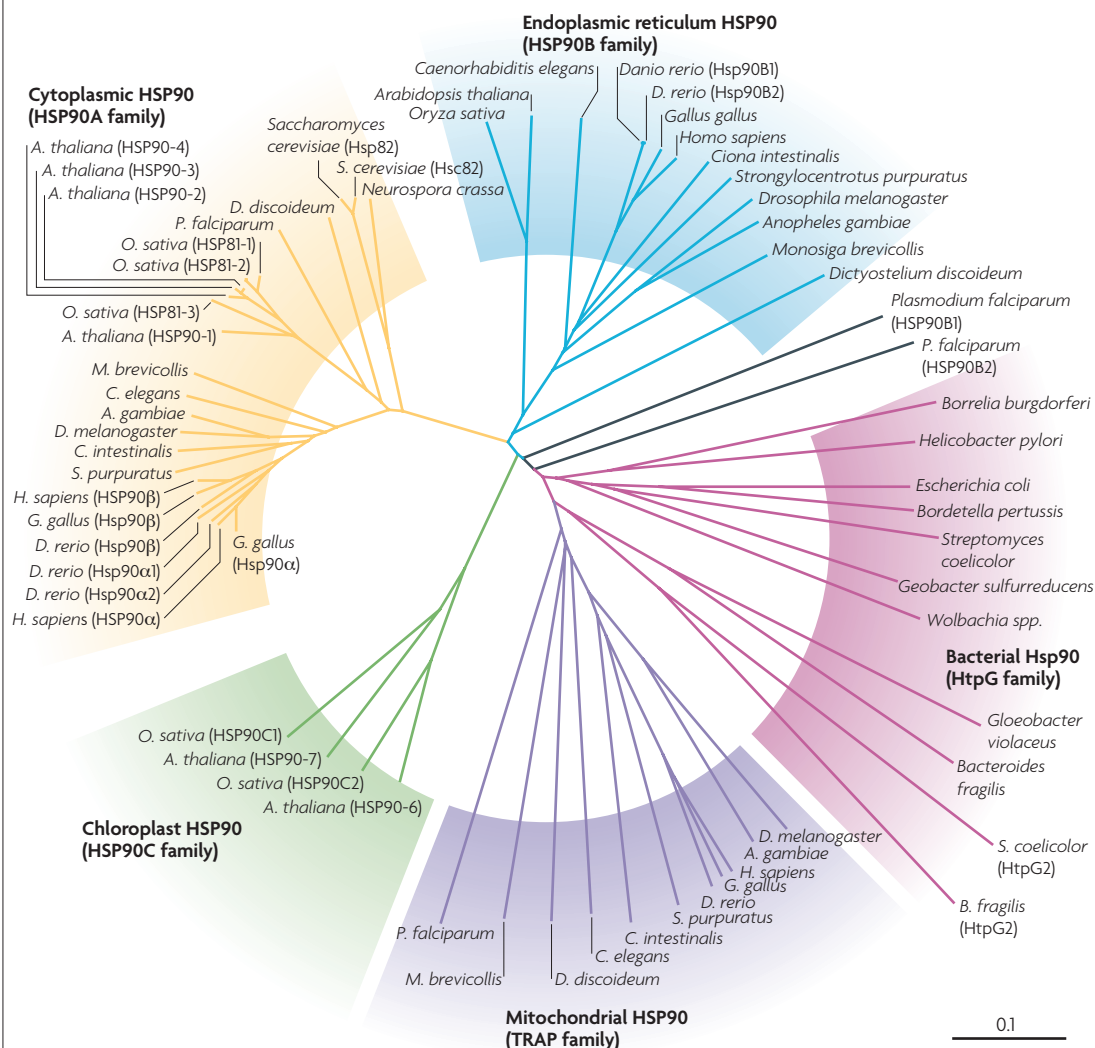 Endoplasmic reticulum HSP90
(HSP90B family)
Caenorhabditis elegans
Danio rerio (Hsp90B1)
Arabidopsis thaliana
D. rerio (Hsp90B2)
Oryza sativa
Gallus gallus
Homo sapiens
Ciona intestinalis
Strongylocentrotus purpuratus
Drosophila melanogaster
Anopheles gambiae
Monosiga brevicollis
Dictyostelium discoideum
Plasmodium falciparum
(HSP90B1)
P. falciparum
(HSP90B2)
Cytoplasmic HSP90
(HSP90A family)
A. thaliana (HSP90-4)
A. thaliana (HSP90-3)
A. thaliana (HSP90-2)
Saccharomyces
cerevisiae (Hsp82)
S. cerevisiae (Hsc82)
Neurospora crassa
D. discoideum
P. falciparum
O. sativa (HSP81-1)
O. sativa (HSP81-2)
O. sativa (HSP81-3)
A. thaliana (HSP90-1)
M. brevicollis
C. elegans
A. gambiae
D. melanogaster
C. intestinalis
S. purpuratus
H. sapiens (HSP90β)
G. gallus (Hsp90β)
D. rerio (Hsp90β)
D. rerio (Hsp90α1)
D. rerio (Hsp90α2)
H. sapiens (HSP90α)
G. gallus
(Hsp90α)
Borrelia burgdorferi
Helicobacter pylori
Escherichia coli
Bordetella pertussis
Streptomyces
coelicolor
Geobacter sulfurreducens
Wolbachia spp.
Bacterial Hsp90
(HtpG family)
Gloeobacter
violaceus
Bacteroides
fragilis
S. coelicolor
(HtpG2)
B. fragilis
(HtpG2)
O. sativa (HSP90C1)
A. thaliana (HSP90-7)
O. sativa (HSP90C2)
A. thaliana (HSP90-6)
Chloroplast HSP90
(HSP90C family)
D. melanogaster
A. gambiae
H. sapiens
G. gallus
D. rerio
S. purpuratus
C. intestinalis
C. elegans
D. discoideum
M. brevicollis
P. falciparum
Mitochondrial HSP90
(TRAP family)
0.1